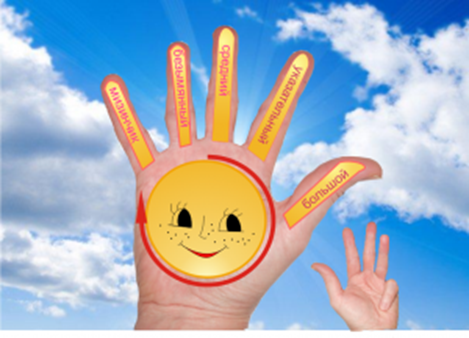 мизинчик
безымянный
средний
указательный
большой